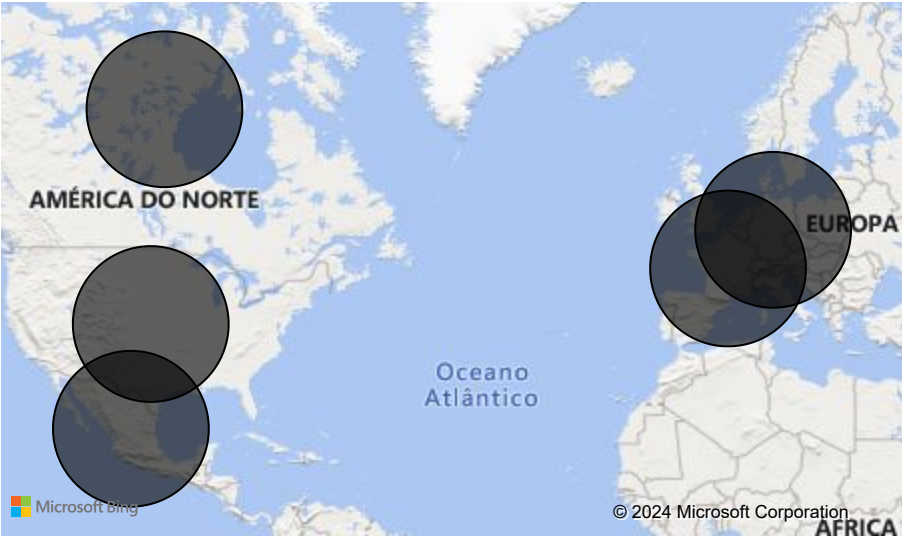 AMÉRICA DO NORTE
EUROPA
Oceano
Atlântico
Microsoft Bing
© 2024 Microsoft Corporation
ÁFRICA